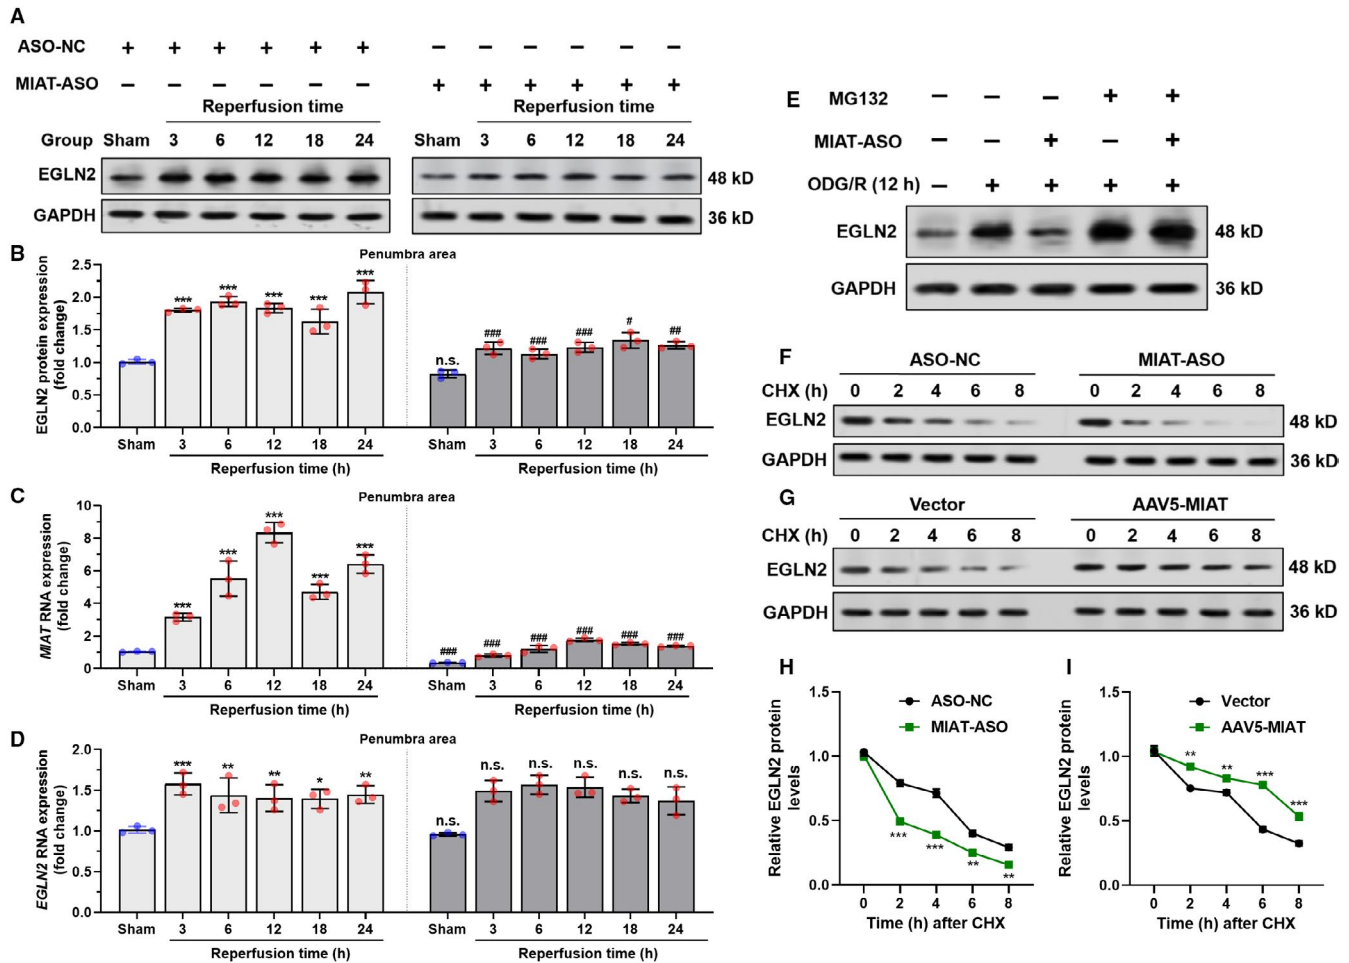 A
ASO-NC + + + + + + − − − − − −
MIAT-ASO − − − − − − + + + + + +
Reperfusion time Reperfusion time
Group Sham 3 6 12 18 24 Sham 3 6 12 18 24
EGLN2 48 kD
GAPDH 36 kD
B
Penumbra area
EGLN2 protein expression
(fold change)
2.5
2.0
1.5
1.0
0.5
0.0
*** *** *** *** ***
n.s. ### ### ### # ##
Sham 3 6 12 18 24 Sham 3 6 12 18 24
Reperfusion time (h) Reperfusion time (h)
C
Penumbra area
MIAT RNA expression
(fold change)
10
8
6
4
2
0
*** *** *** *** ***
### ### ### ### ### ###
Sham 3 6 12 18 24 Sham 3 6 12 18 24
Reperfusion time (h) Reperfusion time (h)
D
Penumbra area
EGLN2 RNA expression
(fold change)
2.0
1.5
1.0
0.5
0.0
*** ** ** * **
n.s. n.s. n.s. n.s. n.s. n.s.
Sham 3 6 12 18 24 Sham 3 6 12 18 24
Reperfusion time (h) Reperfusion time (h)
E
MG132 − − − + +
MIAT-ASO − − + − +
ODG/R (12 h) − + + + +
EGLN2 48 kD
GAPDH 36 kD
F
ASO-NC MIAT-ASO
CHX (h) 0 2 4 6 8 0 2 4 6 8
EGLN2 48 kD
GAPDH 36 kD
G
Vector AAV5-MIAT
CHX (h) 0 2 4 6 8 0 2 4 6 8
EGLN2 48 kD
GAPDH 36 kD
H
Relative EGLN2 protein
levels
1.5
1.0
0.5
0.0
ASO-NC
MIAT-ASO
*** *** ** **
0 2 4 6 8
Time (h) after CHX
I
Relative EGLN2 protein
levels
1.5
1.0
0.5
0.0
Vector
AAV5-MIAT
** ** *** ***
0 2 4 6 8
Time (h) after CHX